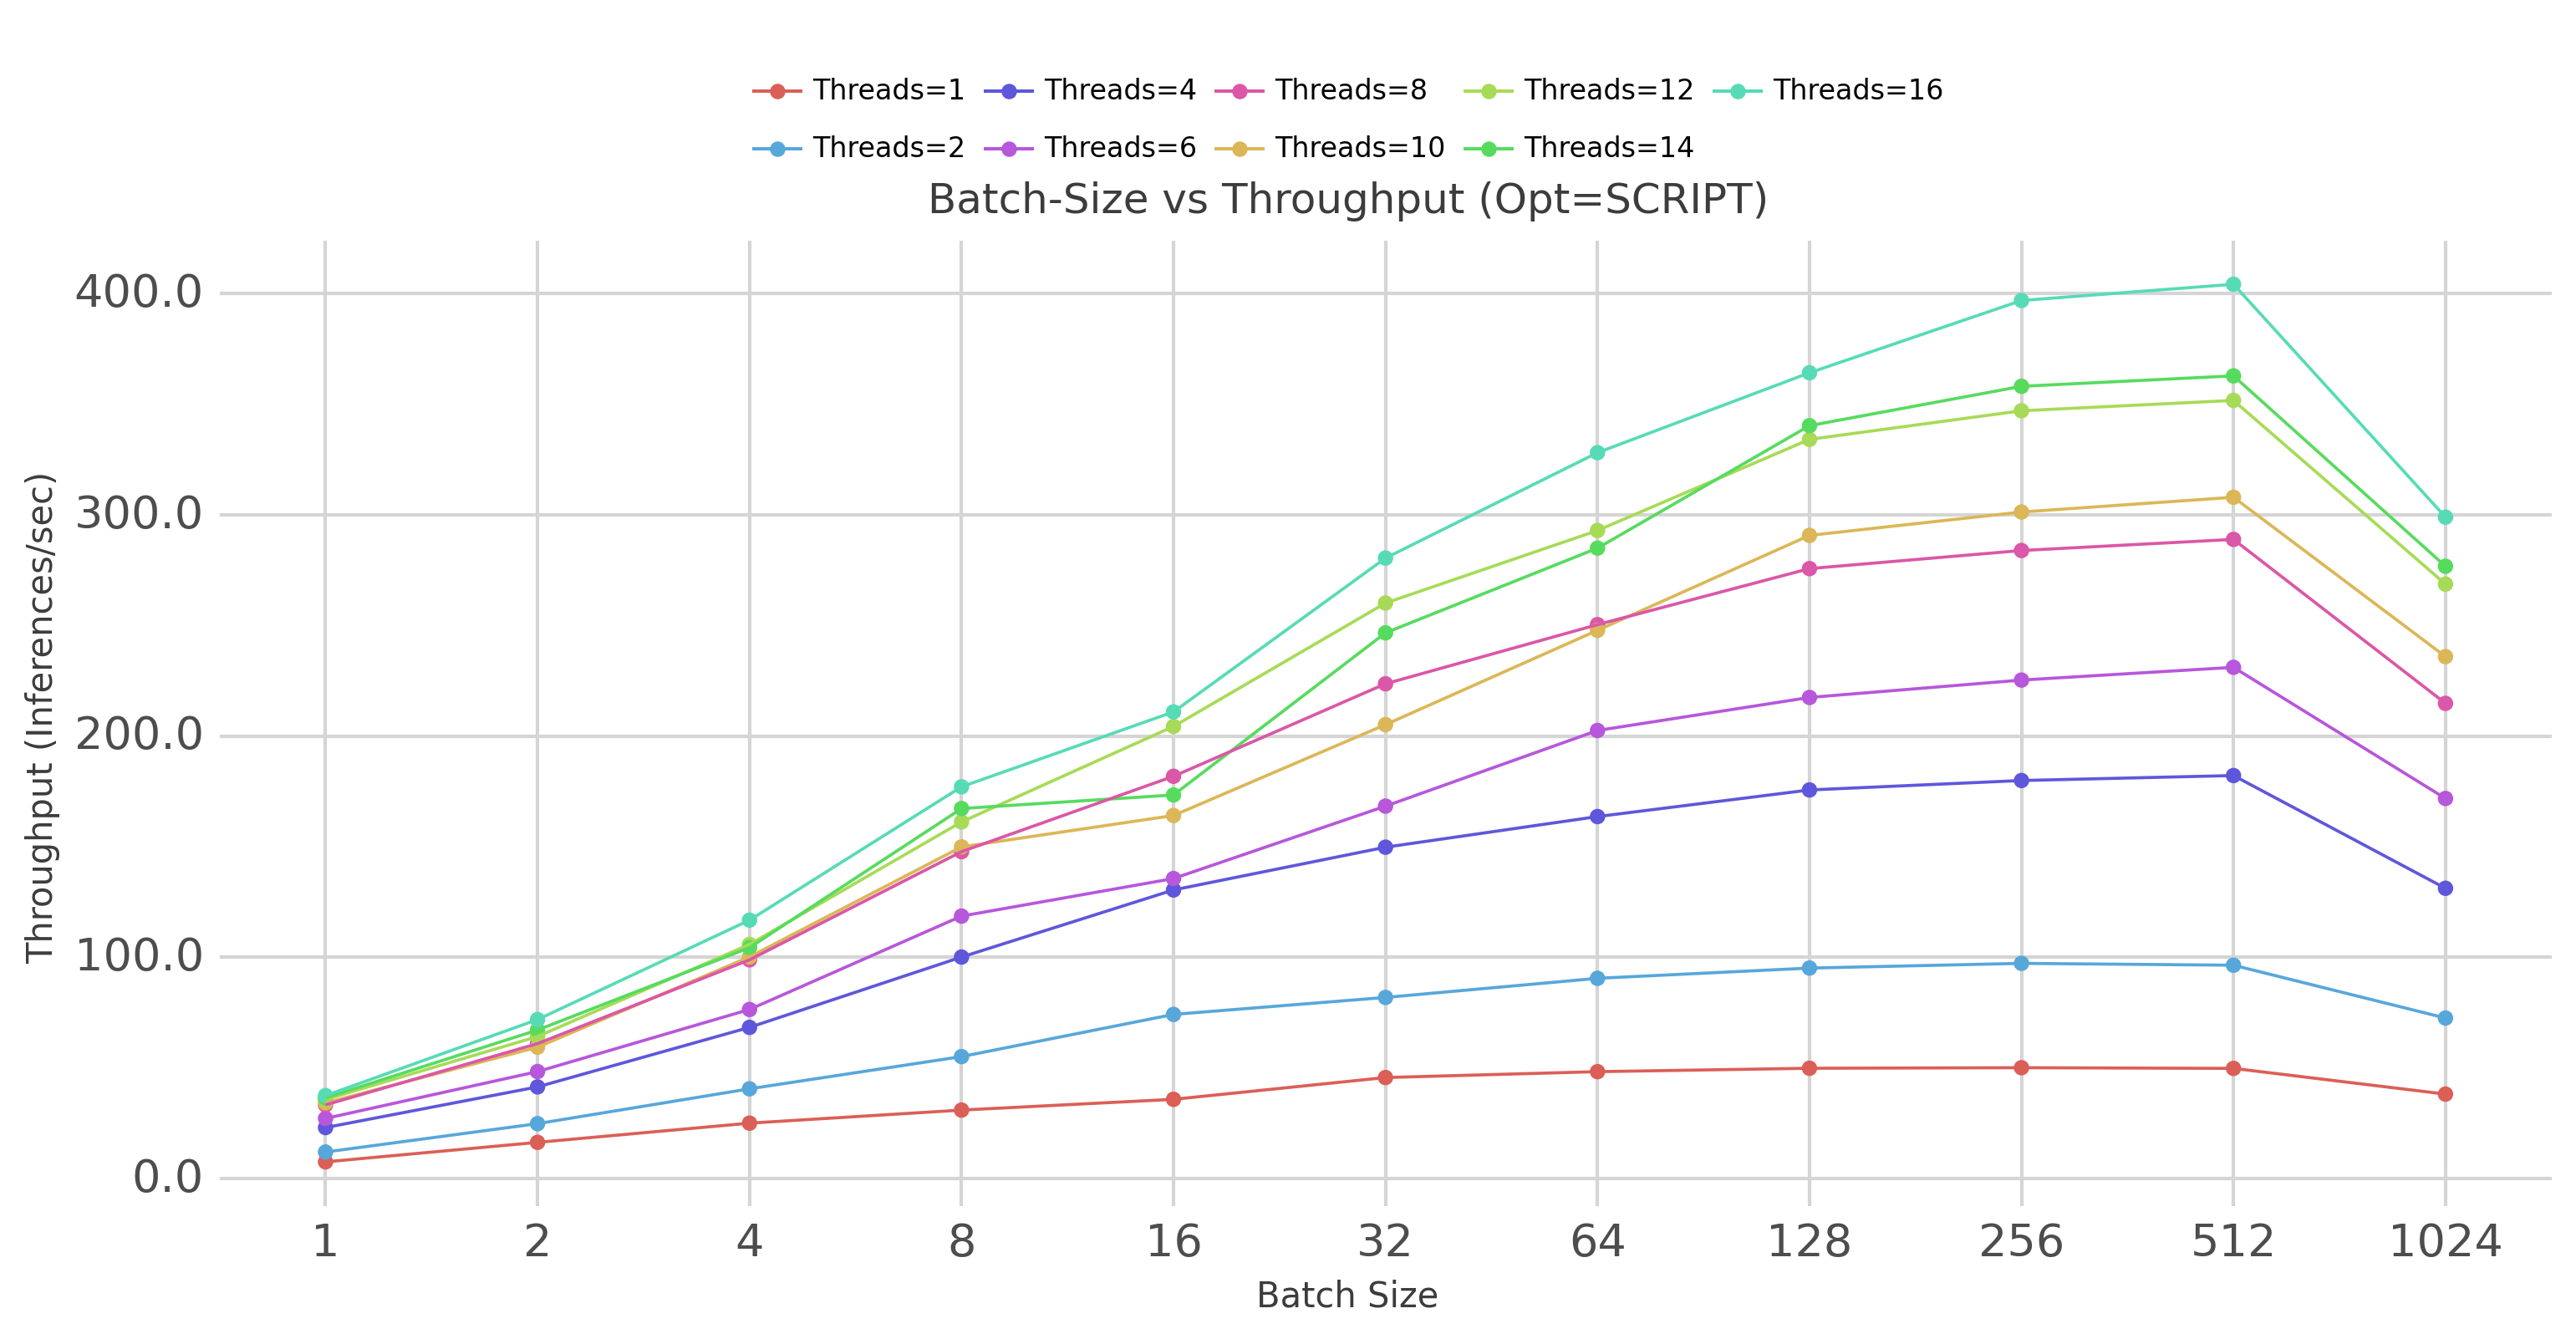 Threads=1 Threads=4 Threads=8 Threads=12 Threads=16
Threads=2 Threads=6 Threads=10 Threads=14
Batch-Size vs Throughput (Opt=SCRIPT)
Throughput (Inferences/sec)
400.0
300.0
200.0
100.0
0.0
1 2 4 8 16 32 64 128 256 512 1024
Batch Size